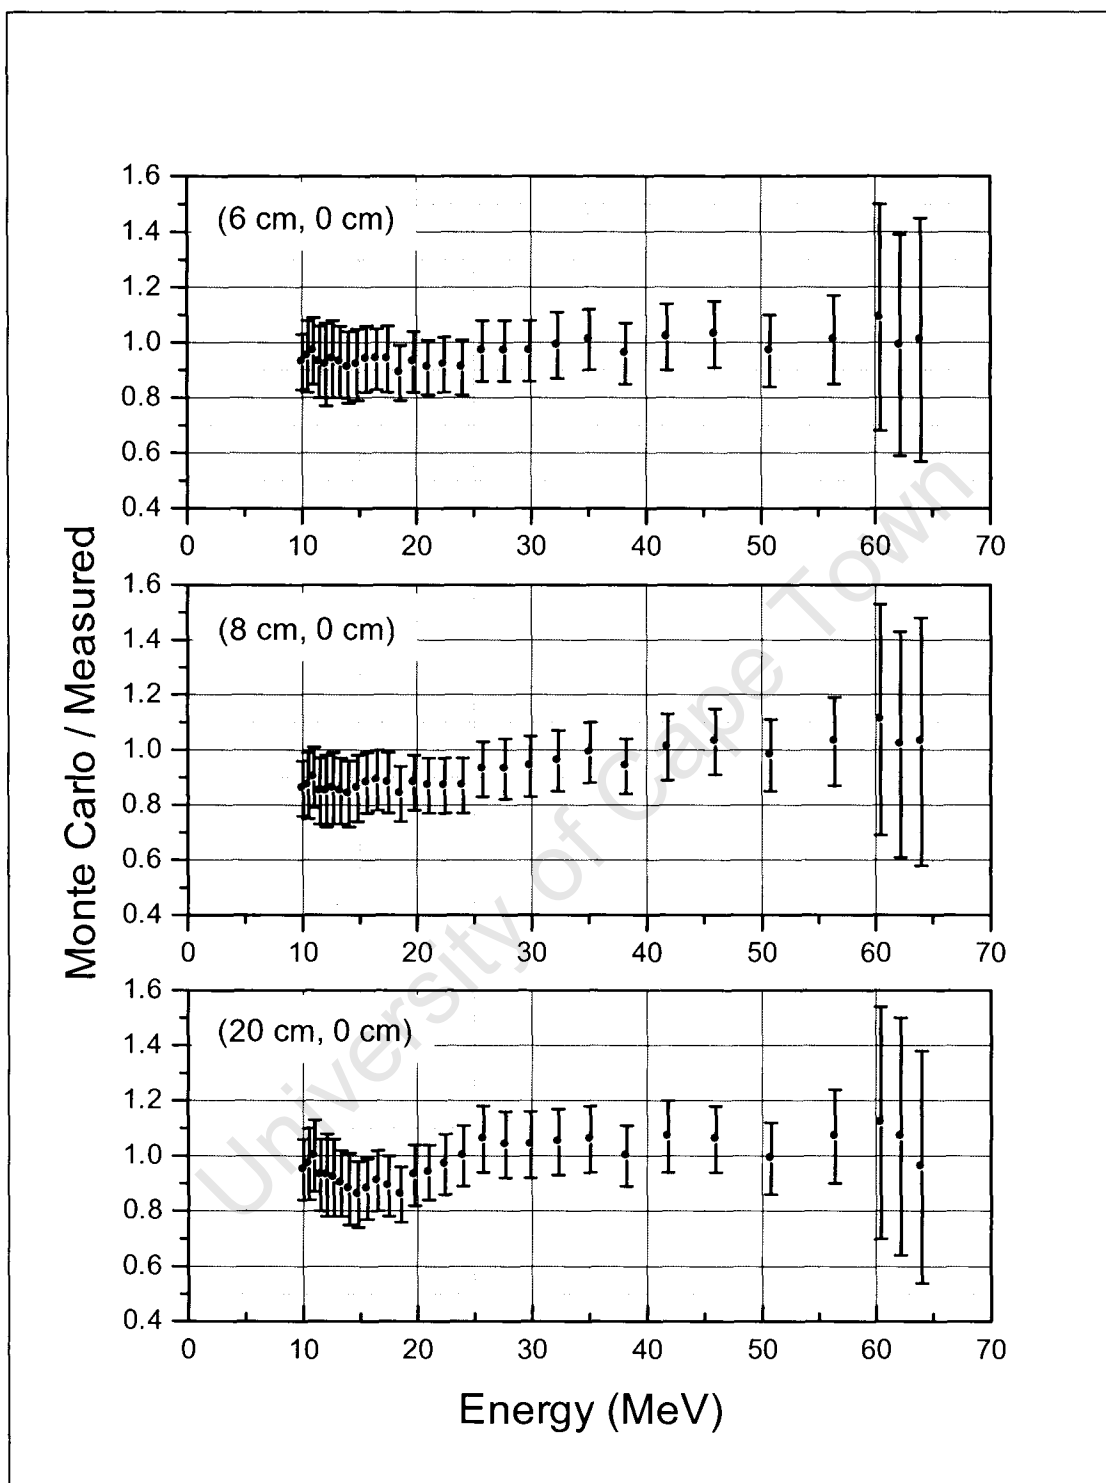 1.6
(6 cm, 0 cm)
1.4
1.2
1.0
0.8
0.6
0.4
0 10 20 30 40 50 60 70
1.6
(8 cm, 0 cm)
1.4
1.2
1.0
0.8
0.6
0.4
0 10 20 30 40 50 60 70
1.6
(20 cm, 0 cm)
1.4
1.2
1.0
0.8
0.6
0.4
0 10 20 30 40 50 60 70
Monte Carlo / Measured
Energy (MeV)
University of Cape Town